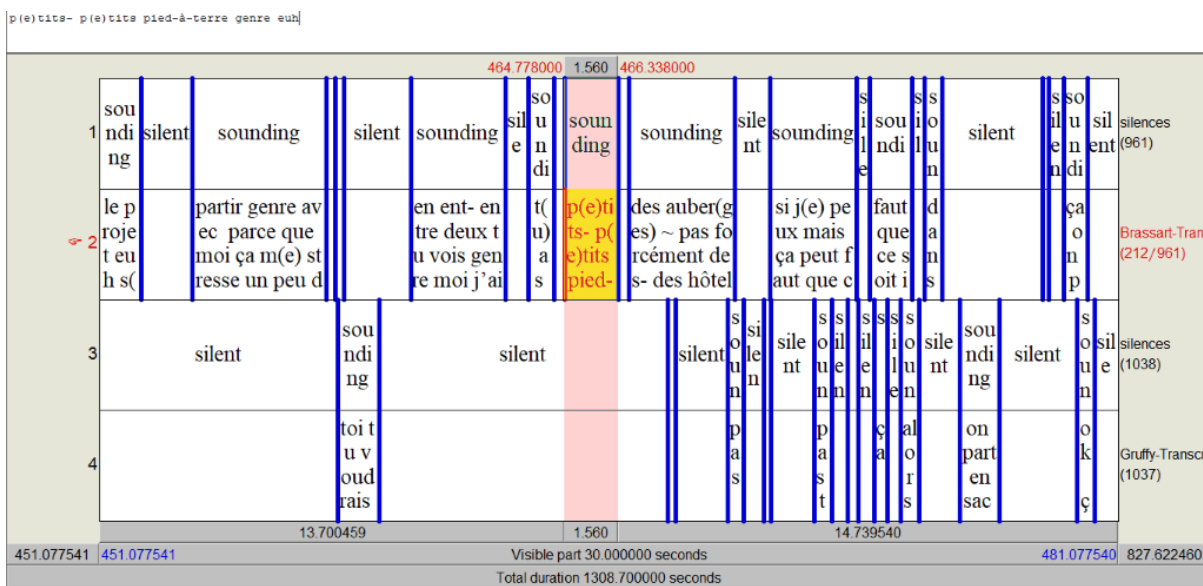 p(e)tits- p(e)tits pied-à-terre genre euh
464.778000 1.560 466.338000
1
sou
ndi
ng
silent
sounding
silent
sounding
sil
e
so
u
n
di
soun
ding
sounding
sile
nt
sounding
s
i
l
e
sou
ndi
si
l
s
o
u
n
silent
s
il
e
n
so
u
n
di
sil
ent
silences
(961)
2
le p
roje
t eu
h s(
partir genre av
ec parce que
moi ça m(e) st
resse un peu d
en ent- en
tre deux t
u vois gen
re moi j'ai
t(
u)
a
s
p(e)ti
ts- p(
e)tits
pied-
des auber(g
es) ~ pas fo
rcément de
s- des hôtel
si j(e) pe
ux mais
ça peut f
aut que c
faut
que
ce s
oit i
d
a
n
s
ça
o
n
p
Brassart-Tran
(212/961)
3
silent
sou
ndi
ng
silent
silent
s
o
u
n
si
l
e
n
sile
nt
s
o
u
n
s
il
e
n
s
il
e
n
s
o
u
n
s
i
l
e
s
o
u
n
sile
nt
sou
ndi
ng
silent
s
o
u
n
sil
e
silences
(1038)
4
toi t
u v
oud
rais
p
a
s
p
a
s
t
ç
a
al
o
r
s
on
part
en
sac
o
k
ç
Gruffy-Transc
(1037)
13.700459 1.560 14.739540
451.077541 451.077541 Visible part 30.000000 seconds 481.077540 827.622460
Total duration 1308.700000 seconds